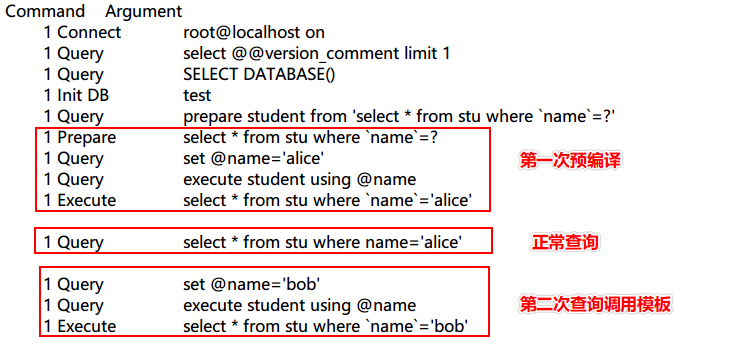 Command Argument
1 Connect root@localhost on
1 Query select @@version_comment limit 1
1 Query SELECT DATABASE()
1 Init DB test
1 Query prepare student from 'select * from stu where `name`=?'
1 Prepare select * from stu where `name`=?
1 Query set @name='alice'
1 Query execute student using @name
1 Execute select * from stu where `name`='alice'
第一次预编译
1 Query select * from stu where name='alice'
正常查询
1 Query set @name='bob'
1 Query execute student using @name
1 Execute select * from stu where `name`='bob'
第二次查询调用模板